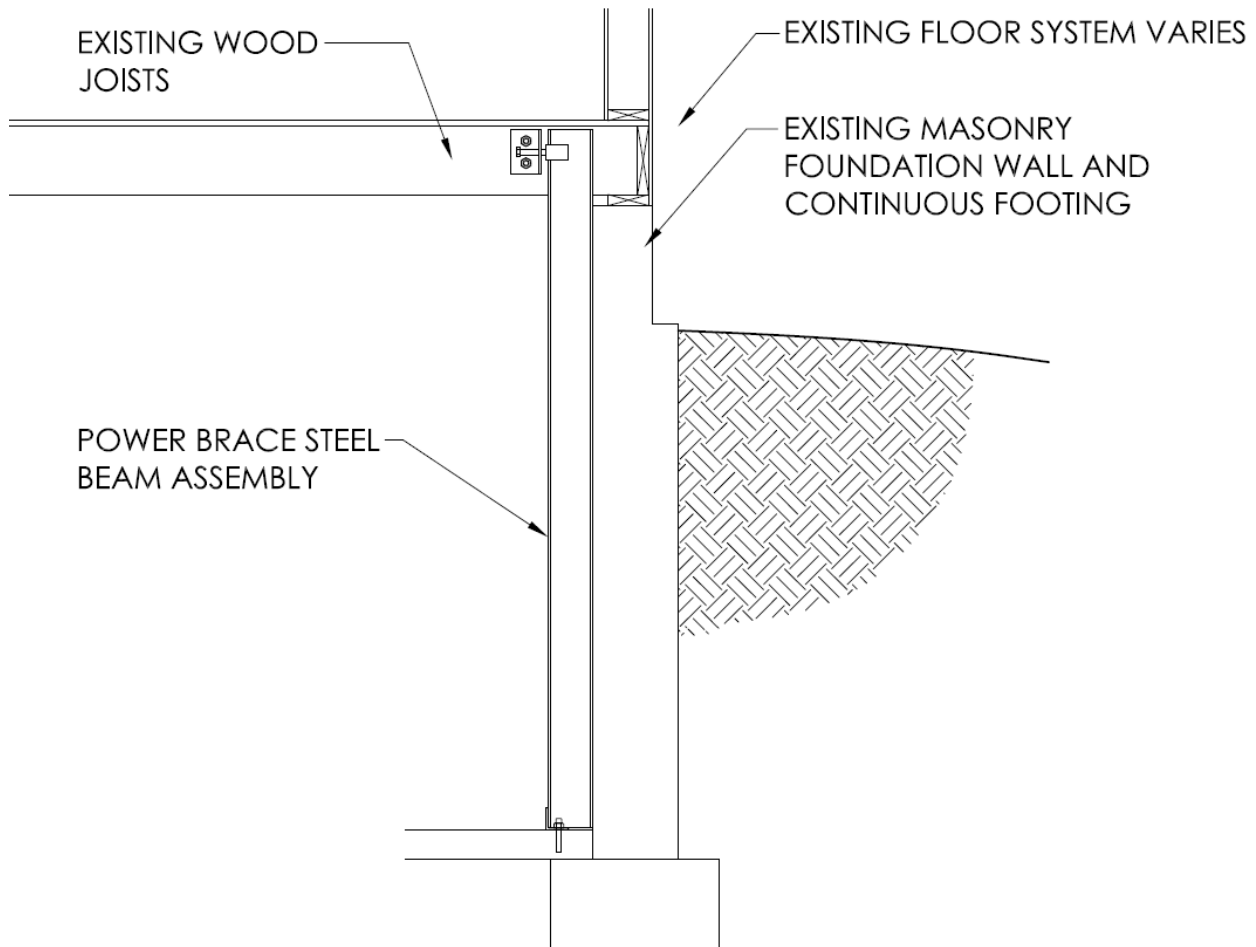 EXISTING WOOD
JOISTS
EXISTING FLOOR SYSTEM VARIES
EXISTING MASONRY
FOUNDATION WALL AND
CONTINUOUS FOOTING
POWER BRACE STEEL
BEAM ASSEMBLY